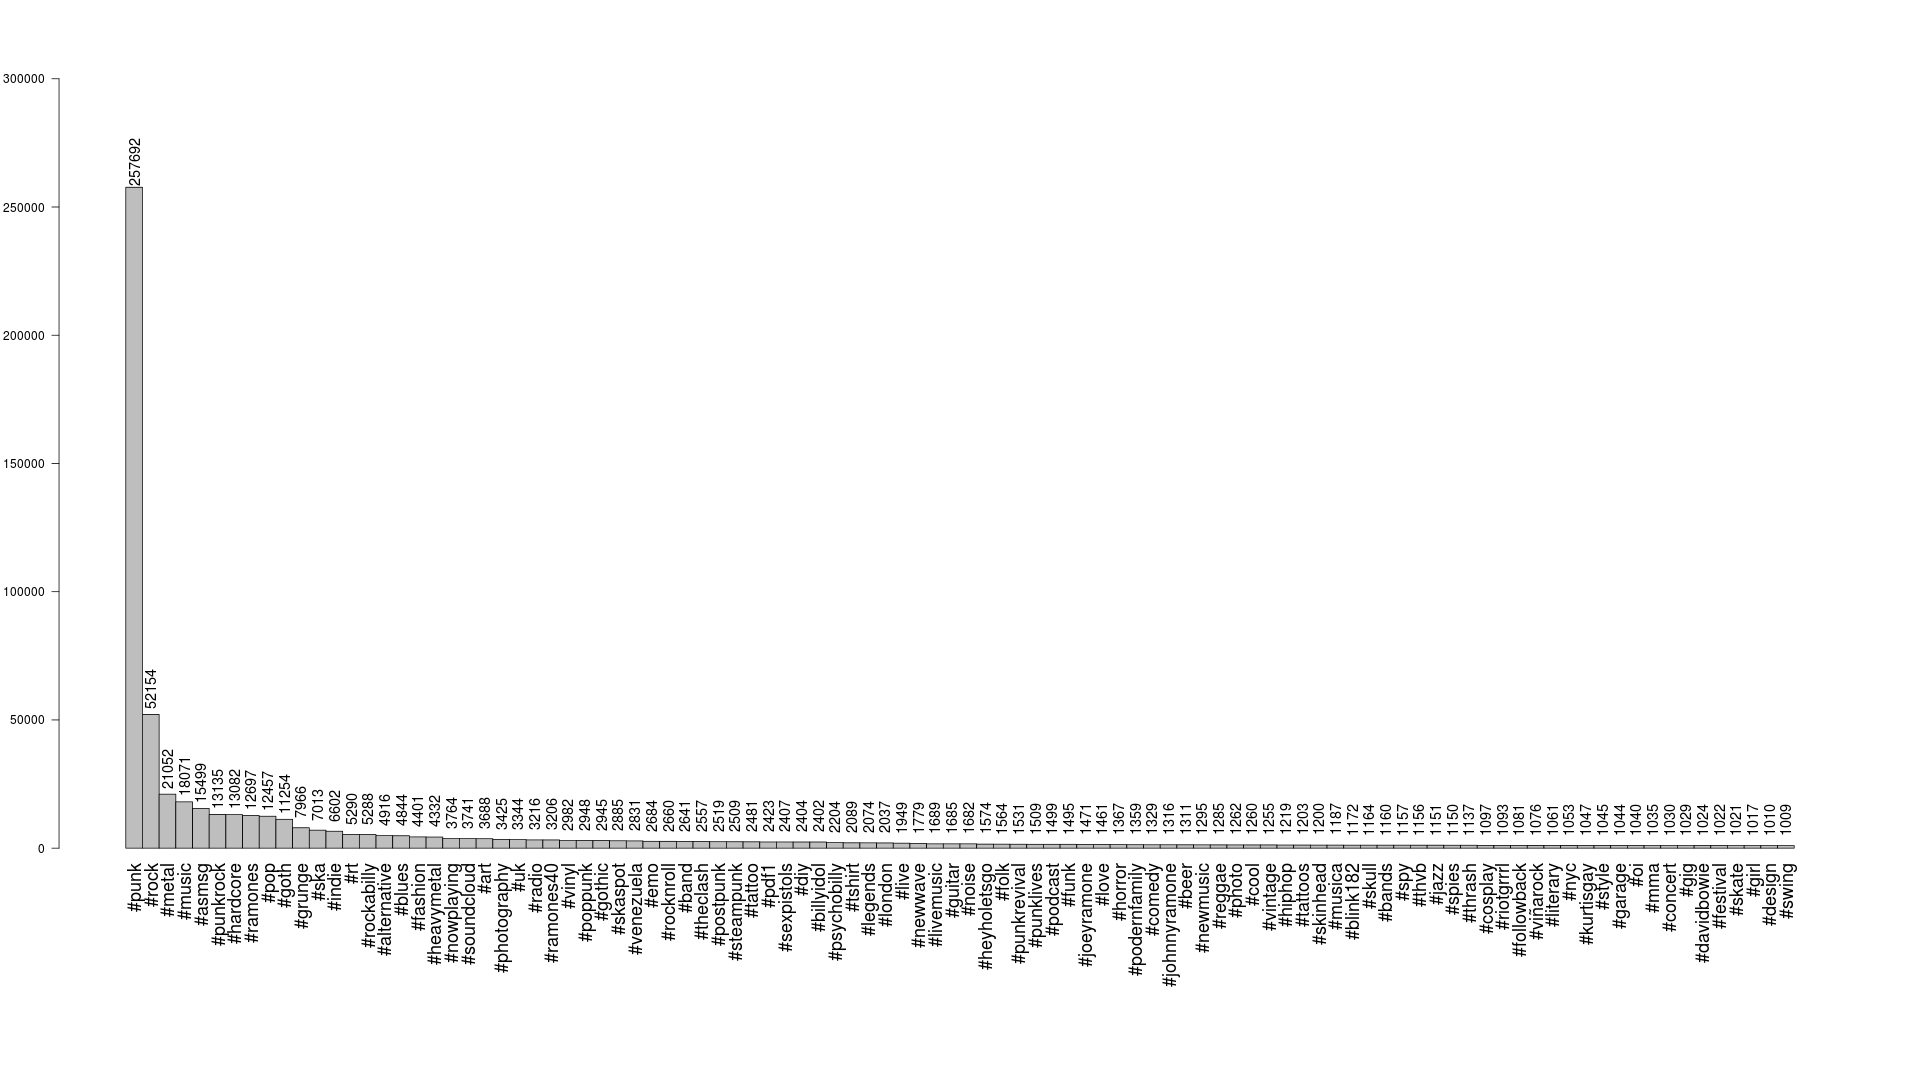 300000
250000
200000
150000
100000
50000
0
257692
52154
21052
18071
15499
13135
13082
12697
12457
11254
7966
7013
6602
5290
5288
4916
4844
4401
4332
3764
3741
3688
3425
3344
3216
3206
2982
2948
2945
2885
2831
2684
2660
2641
2557
2519
2509
2481
2423
2407
2404
2402
2204
2089
2074
2037
1949
1779
1689
1685
1682
1574
1564
1531
1509
1499
1495
1471
1461
1367
1359
1329
1316
1311
1295
1285
1262
1260
1255
1219
1203
1200
1187
1172
1164
1160
1157
1156
1151
1150
1137
1097
1093
1081
1076
1061
1053
1047
1045
1044
1040
1035
1030
1029
1024
1022
1021
1017
1010
1009
#punk
#rock
#metal
#music
#asmsg
#punkrock
#hardcore
#ramones
#pop
#goth
#grunge
#ska
#indie
#rt
#rockabilly
#alternative
#blues
#fashion
#heavymetal
#nowplaying
#soundcloud
#art
#photography
#uk
#radio
#ramones40
#vinyl
#poppunk
#gothic
#skaspot
#venezuela
#emo
#rocknroll
#band
#theclash
#postpunk
#steampunk
#tattoo
#pdf1
#sexpistols
#diy
#billyidol
#psychobilly
#tshirt
#legends
#london
#live
#newwave
#livemusic
#guitar
#noise
#heyholetsgo
#folk
#punkrevival
#punklives
#podcast
#funk
#joeyramone
#love
#horror
#podernfamily
#comedy
#johnnyramone
#beer
#newmusic
#reggae
#photo
#cool
#vintage
#hiphop
#tattoos
#skinhead
#musica
#blink182
#skull
#bands
#spy
#thvb
#jazz
#spies
#thrash
#cosplay
#riotgrrrl
#followback
#viñarock
#literary
#nyc
#kurtisgay
#style
#garage
#oi
#mma
#concert
#gig
#davidbowie
#festival
#skate
#girl
#design
#swing